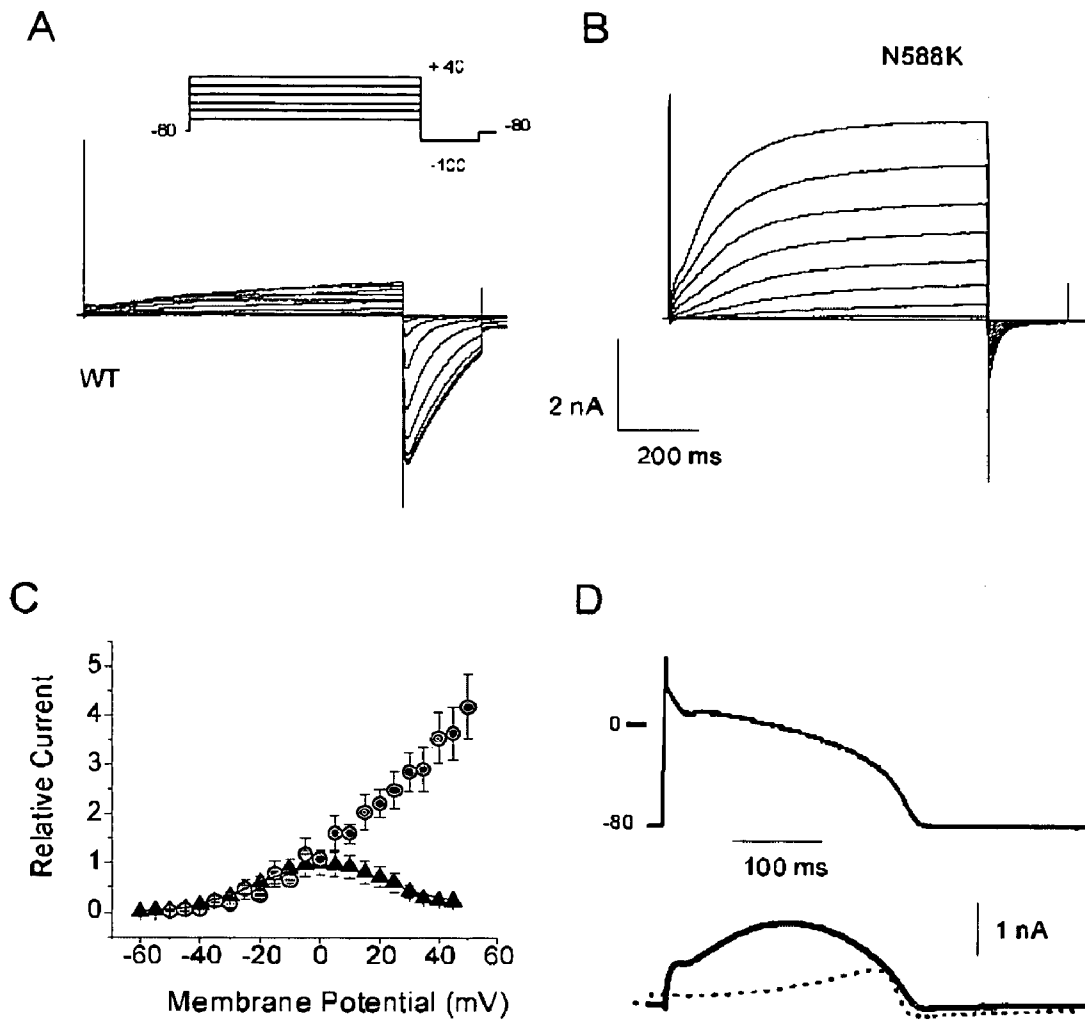 A
+40
-80
-80
-100
WT
B
N588K
2 nA
200 ms
C
Relative Current
5
4
3
2
1
0
-60 -40 -20 0 20 40 60
Membrane Potential (mV)
D
0
-80
100 ms
1 nA